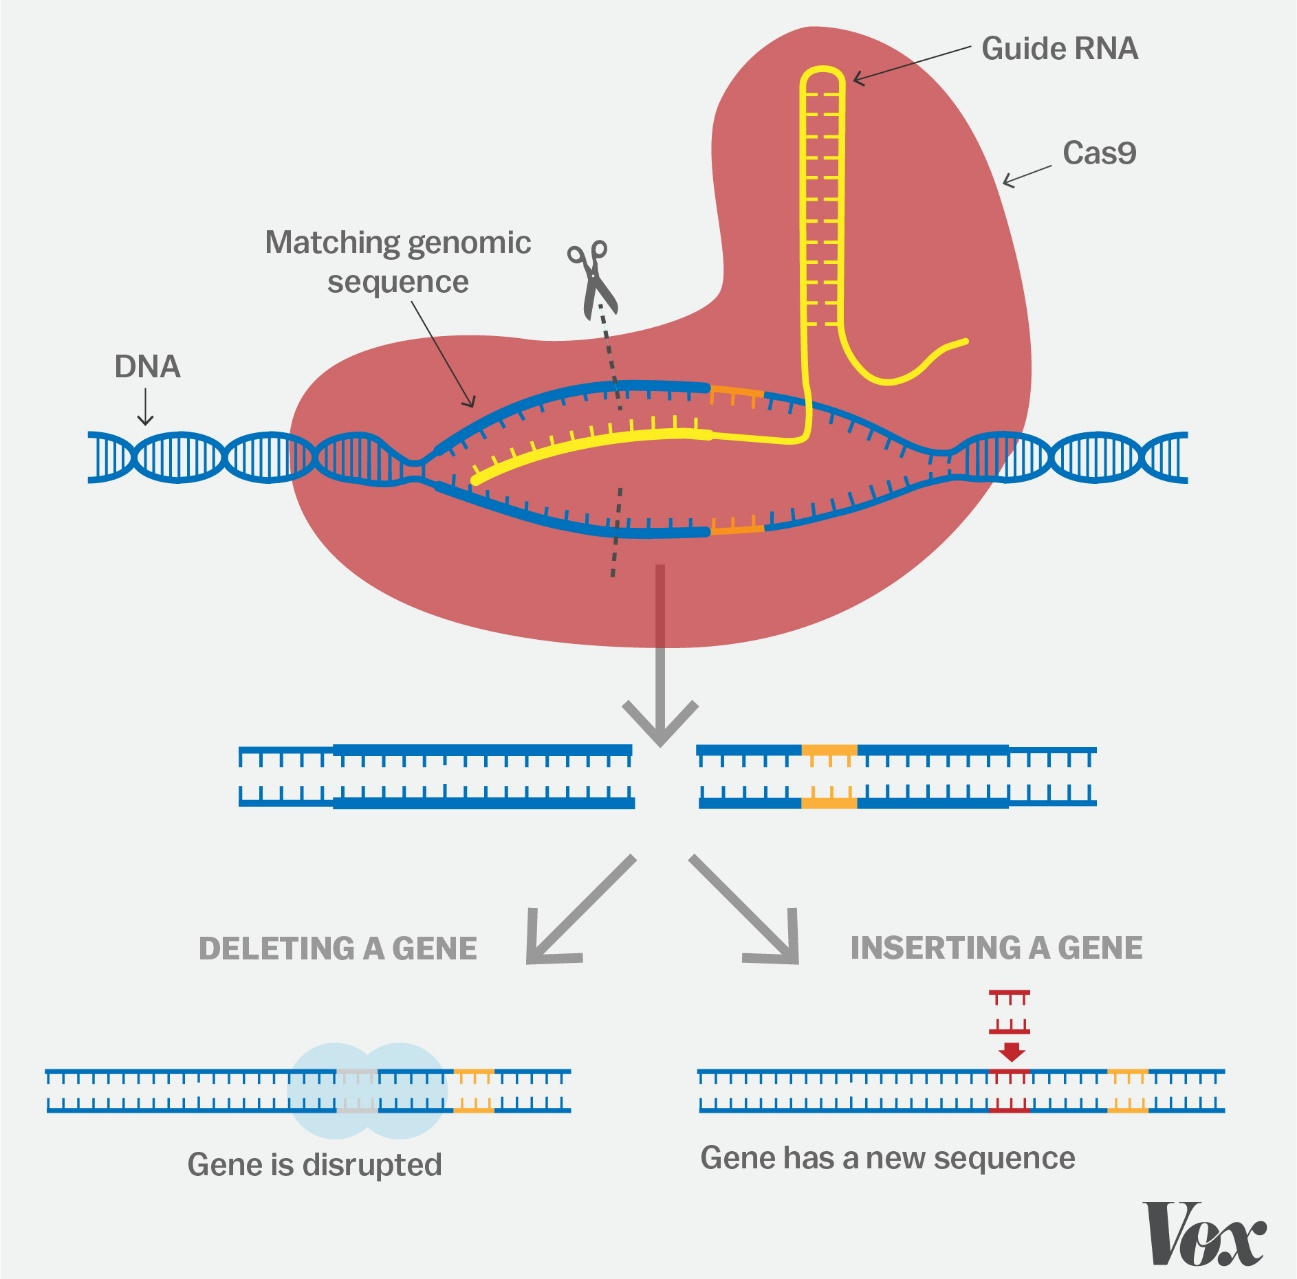 Guide RNA
Cas9
Matching genomic
sequence
DNA
DELETING A GENE
INSERTING A GENE
Gene is disrupted
Gene has a new sequence
Vox